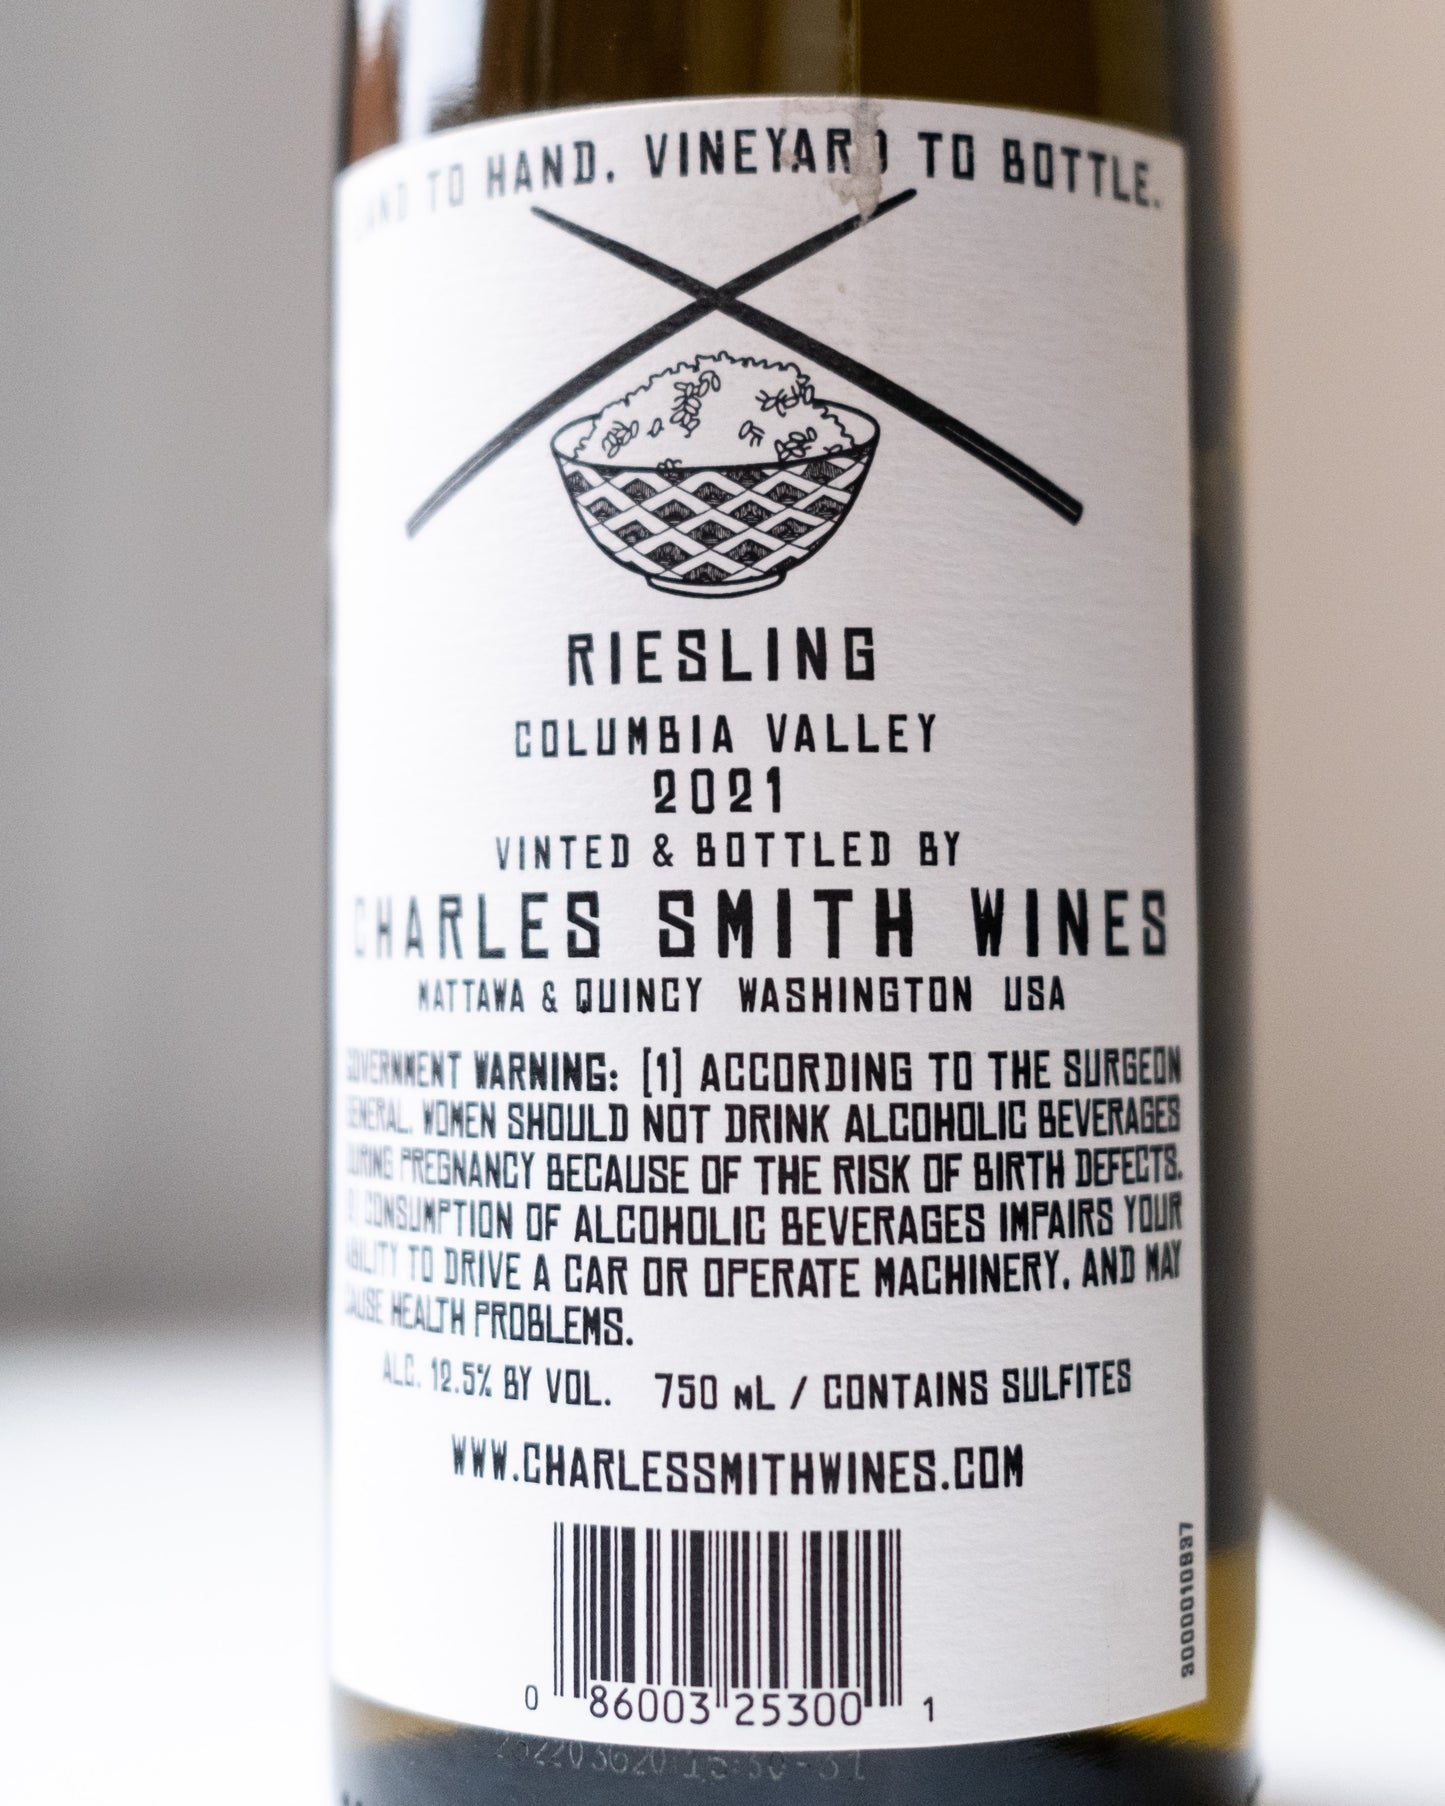 LAND TO HAND. VINEYARD TO BOTTLE.
RIESLING
COLUMBIA VALLEY
2021
VINTED & BOTTLED BY
CHARLES SMITH WINES
MATTAWA & QUINCY WASHINGTON USA
GOVERNMENT WARNING: [1] ACCORDING TO THE SURGEON
GENERAL, WOMEN SHOULD NOT DRINK ALCOHOLIC BEVERAGES
DURING PREGNANCY BECAUSE OF THE RISK OF BIRTH DEFECTS.
CONSUMPTION OF ALCOHOLIC BEVERAGES IMPAIRS YOUR
ABILITY TO DRIVE A CAR OR OPERATE MACHINERY, AND MAY
CAUSE HEALTH PROBLEMS.
ALC. 12.5% BY VOL. 750 mL / CONTAINS SULFITES
WWW.CHARLESSMITHWINES.COM
0 86003 25300 1